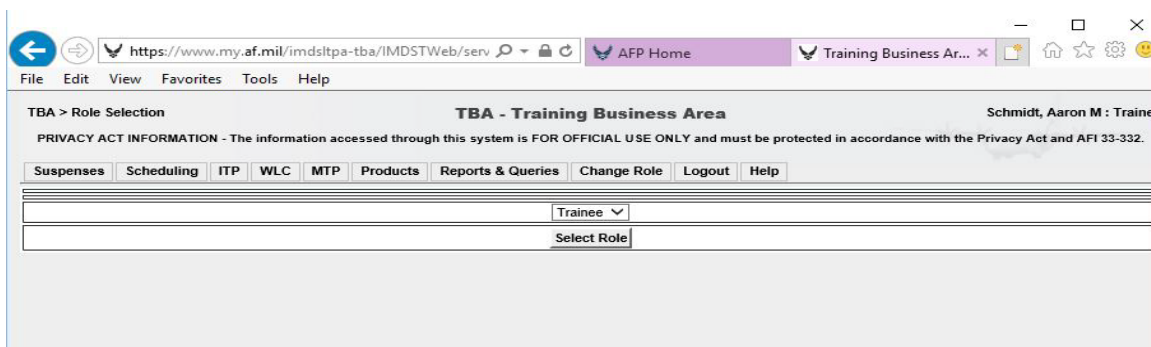 https://www.my.af.mil/imdsltpa-tba/IMDSTWeb/serv AFP Home Training Business Ar...
File Edit View Favorites Tools Help
TBA > Role Selection TBA - Training Business Area Schmidt, Aaron M : Traine
PRIVACY ACT INFORMATION - The information accessed through this system is FOR OFFICIAL USE ONLY and must be protected in accordance with the Privacy Act and AFI 33-332.
Suspenses Scheduling ITP WLC MTP Products Reports & Queries Change Role Logout Help
Trainee
Select Role